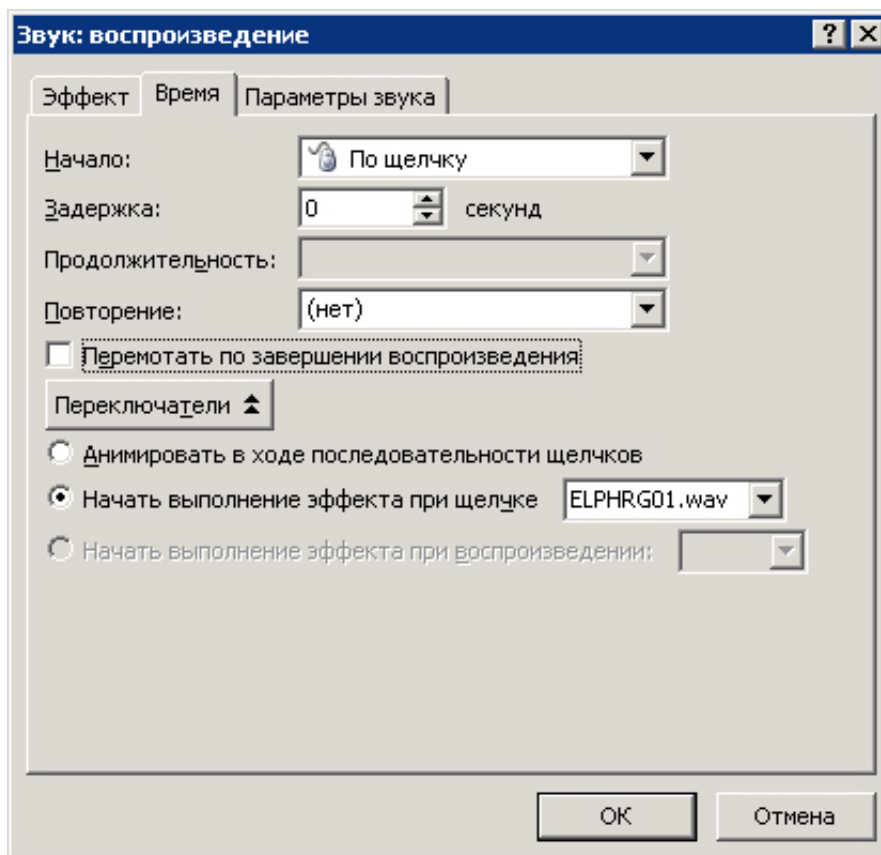 Звук: воспроизведение
Эффект Время Параметры звука
Начало: По щелчку
Задержка: 0 секунд
Продолжительность:
Повторение: (нет)
Перемотать по завершении воспроизведения
Переключатели
Анимировать в ходе последовательности щелчков
Начать выполнение эффекта при щелчке ELPHRG01.wav
Начать выполнение эффекта при воспроизведении:
ОК Отмена